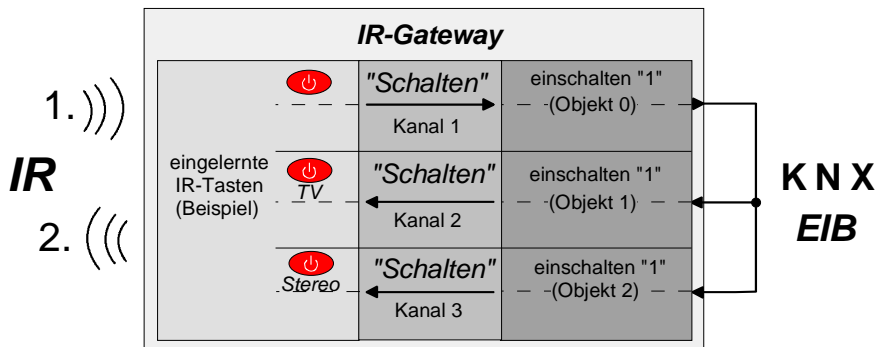 IR-Gateway
1.
IR
2.
eingelernte
IR-Tasten
(Beispiel)
"Schalten"
Kanal 1
einschalten "1"
(Objekt 0)
TV
"Schalten"
Kanal 2
einschalten "1"
(Objekt 1)
Stereo
"Schalten"
Kanal 3
einschalten "1"
(Objekt 2)
KNX
EIB